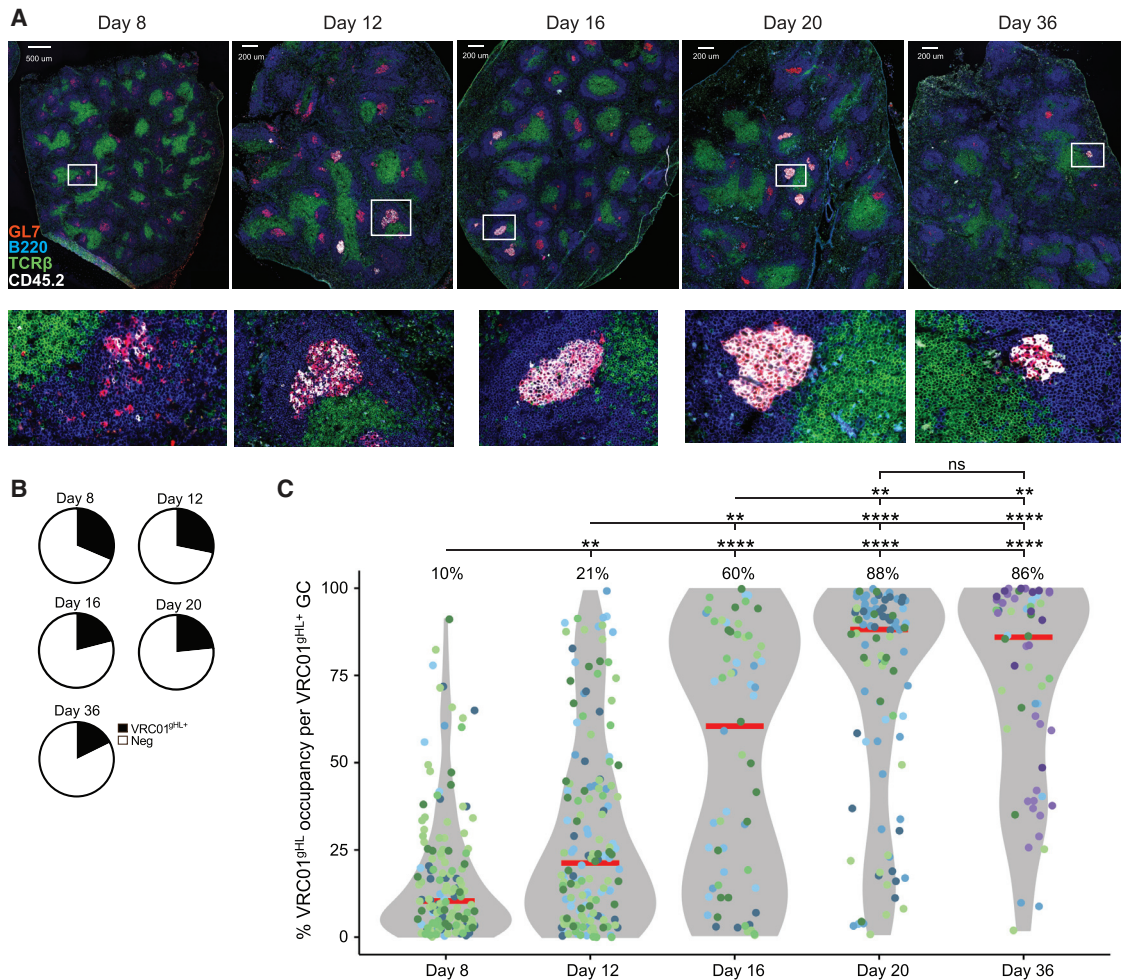 A
Day 8 Day 12 Day 16 Day 20 Day 36
500 um 200 um 200 um 200 um 200 um
GL7
B220
TCRβ
CD45.2
B
Day 8 Day 12
Day 16 Day 20
Day 36
VRC01gHL+
Neg
C
ns
** **
** **** ****
** **** **** ****
10% 21% 60% 88% 86%
% VRC01gHL occupancy per VRC01gHL+ GC
100
75
50
25
0
Day 8 Day 12 Day 16 Day 20 Day 36